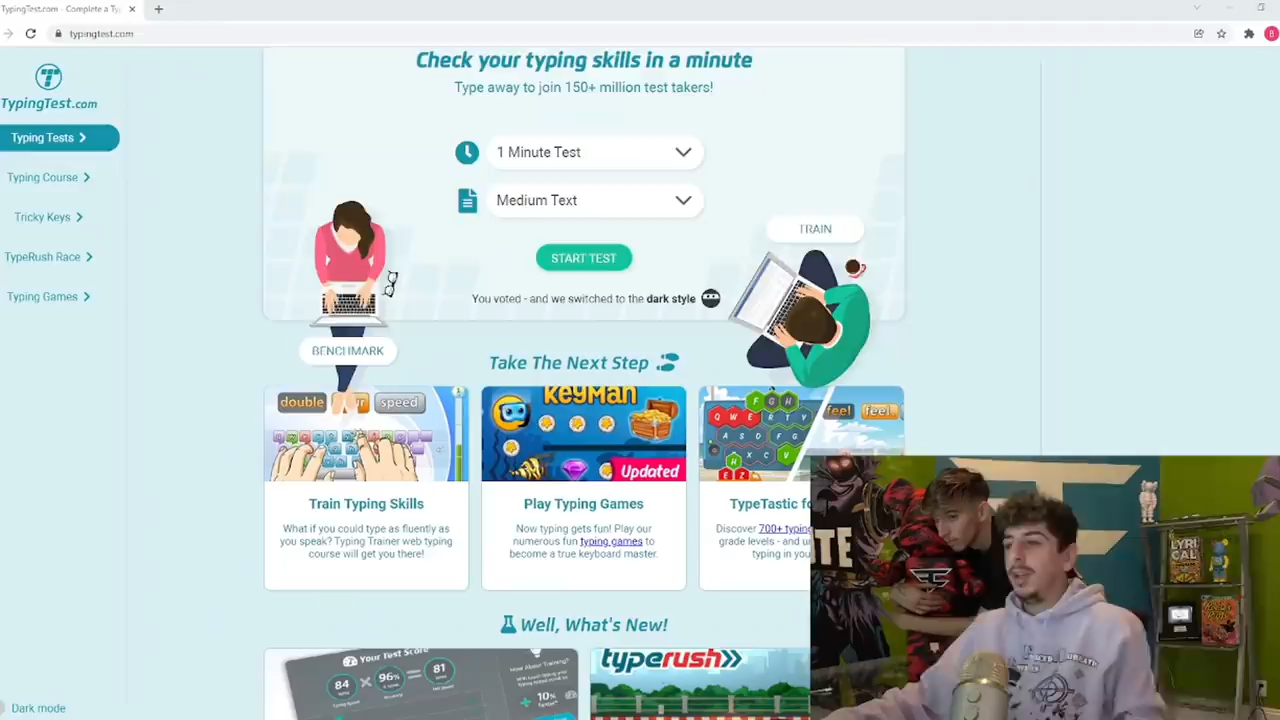 TypingTest.com - Complete a Ty
typingtest.com
B
TypingTest.com
Typing Tests
Typing Course
Tricky Keys
TypeRush Race
Typing Games
Dark mode
Check your typing skills in a minute
Type away to join 150+ million test takers!
1 Minute Test
Medium Text
START TEST
TRAIN
You voted - and we switched to the dark style
BENCHMARK
Take The Next Step
double
speed
KeyMan
Updated
F G H
Q W E R T Y
A S D F G
H X C V
E Z
feel feel
Train Typing Skills
What if you could type as fluently as
you speak? Typing Trainer web typing
course will get you there!
Play Typing Games
Now typing gets fun! Play our
numerous fun typing games to
become a true keyboard master.
TypeTastic fo
Discover 700+ typing
grade levels - and u
typing in you
Well, What's New!
Your Test Score
84
96%
=
81
+ 10%
typerush
LYRI
CAL